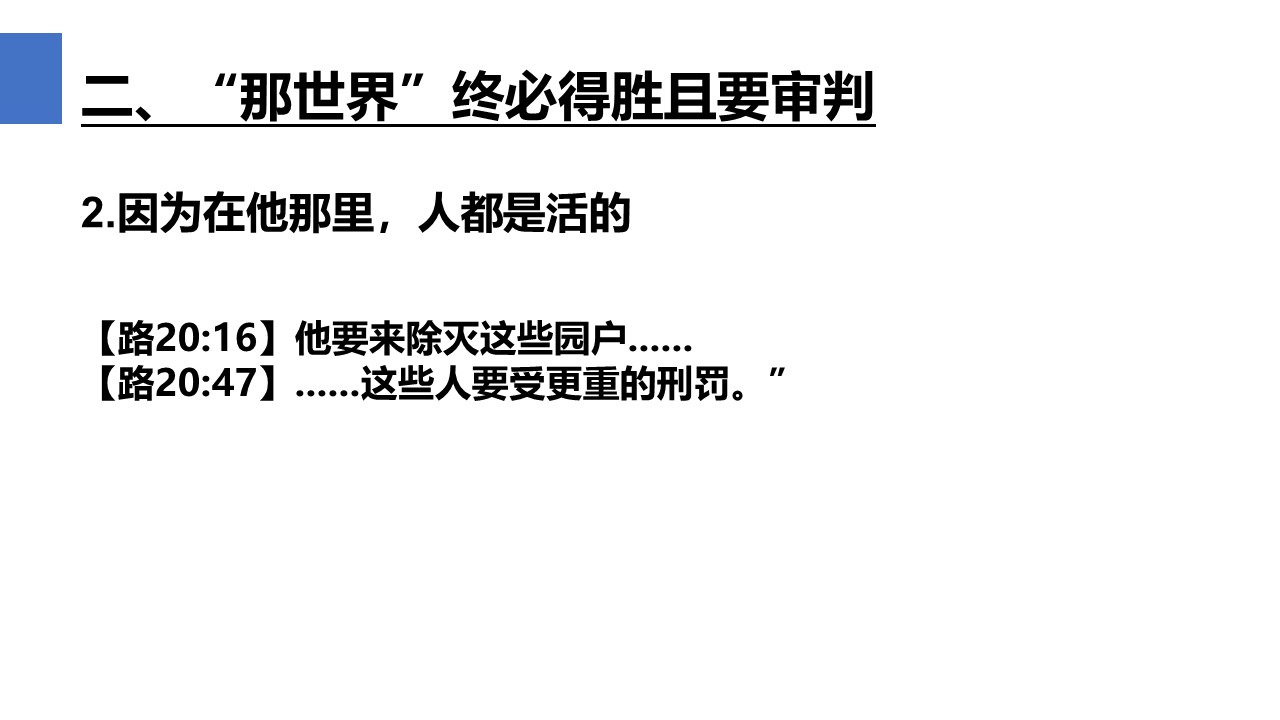 二、“那世界”终必得胜且要审判
2.因为在他那里，人都是活的
【路20:16】他要来除灭这些园户......
【路20:47】......这些人要受更重的刑罚。”